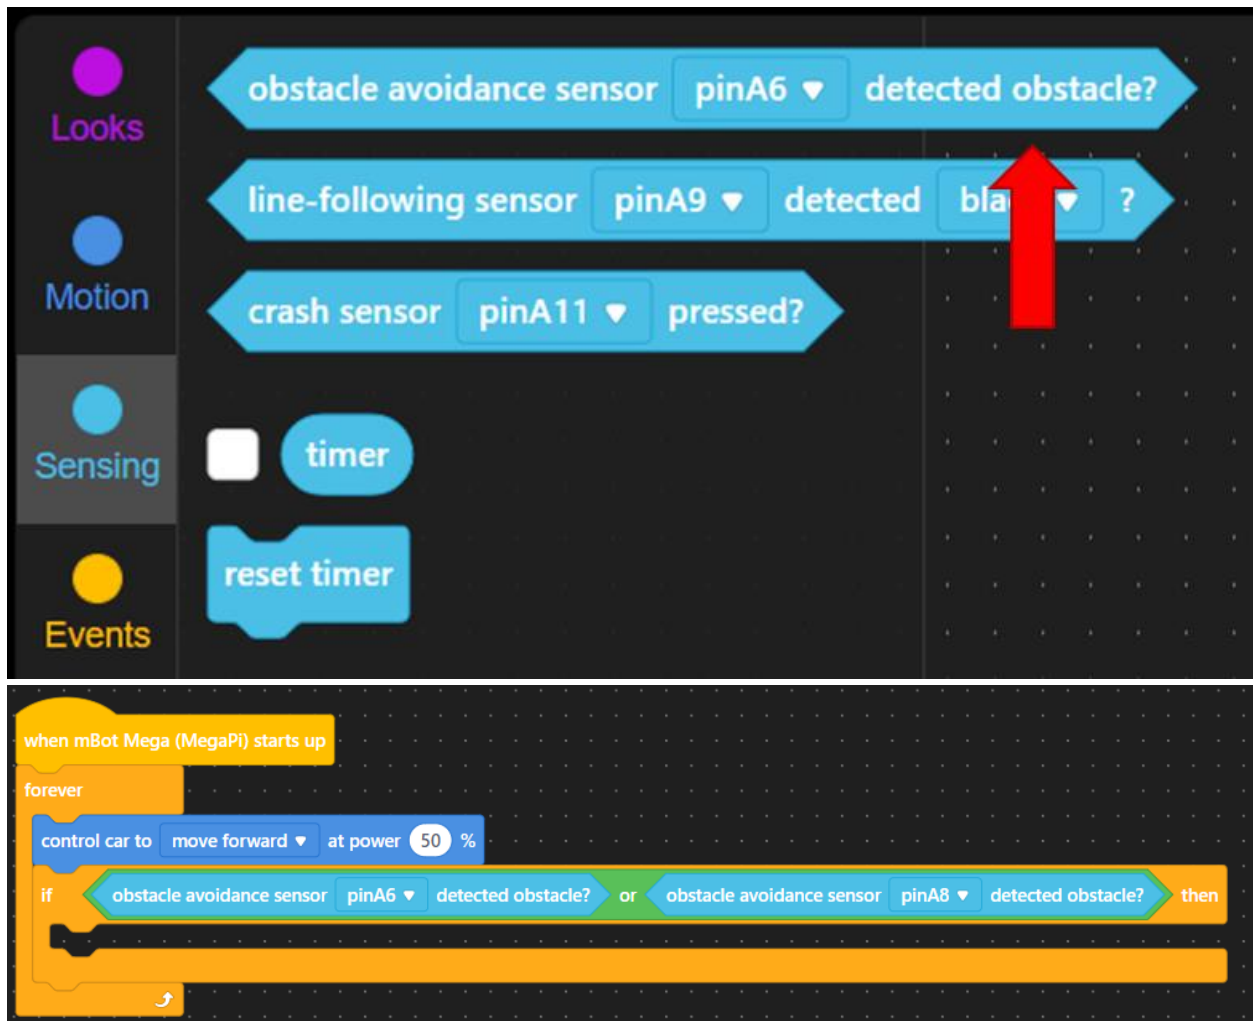 Looks
Motion
Sensing
Events
obstacle avoidance sensor pinA6 detected obstacle?
line-following sensor pinA9 detected ?
crash sensor pinA11 pressed?
timer
reset timer
when mBot Mega (MegaPi) starts up
forever
control car to move forward at power 50 %
if obstacle avoidance sensor pinA6 detected obstacle? or obstacle avoidance sensor pinA8 detected obstacle? then